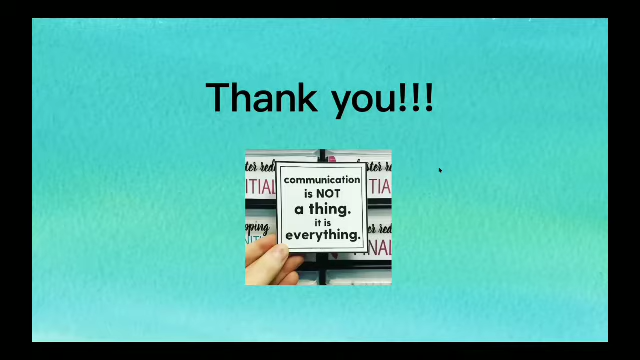 Thank you!!!
communication
is NOT
a thing.
it is
everything.